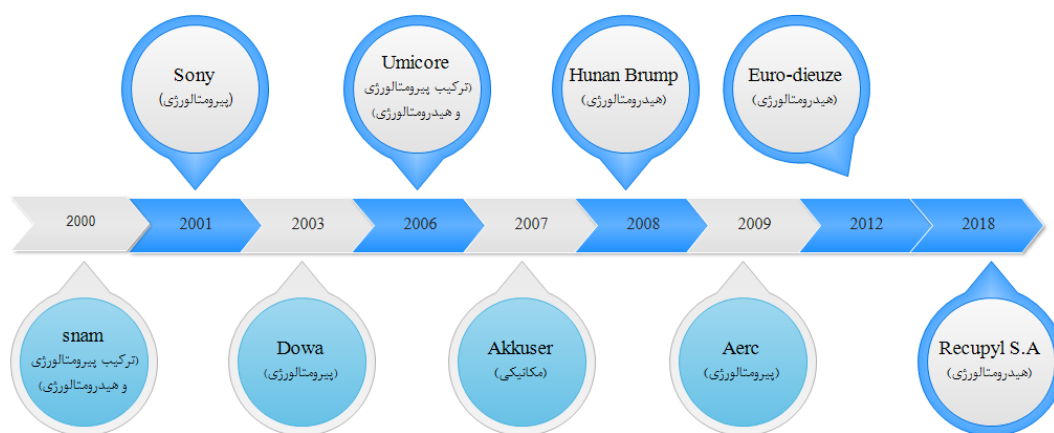 Sony
(پیرومتالورژی)
Umicore
(ترکیب پیرومتالورژی
و هیدرومتالورژی)
Hunan Brump
(هیدرومتالورژی)
Euro-dieuze
(هیدرومتالورژی)
2000
2001
2003
2006
2007
2008
2009
2012
2018
snam
(ترکیب پیرومتالورژی
و هیدرومتالورژی)
Dowa
(پیرومتالورژی)
Akkuser
(مکانیکی)
Aerc
(پیرومتالورژی)
Recupyl S.A
(هیدرومتالورژی)